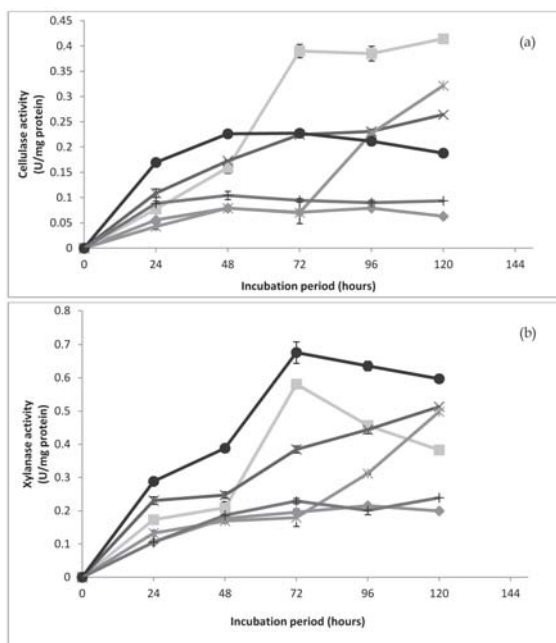 (a)
Cellulase activity
(U/mg protein)
0.45
0.4
0.35
0.3
0.25
0.2
0.15
0.1
0.05
0
0 24 48 72 96 120 144
Incubation period (hours)
(b)
Xylanase activity
(U/mg protein)
0.8
0.7
0.6
0.5
0.4
0.3
0.2
0.1
0
0 24 48 72 96 120 144
Incubation period (hours)